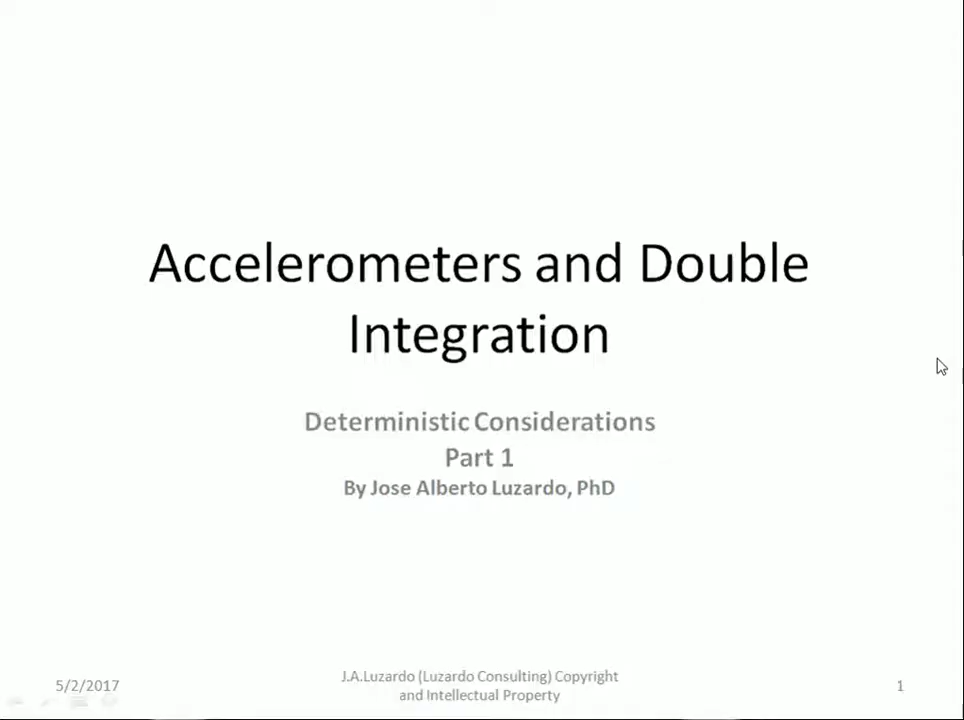 Accelerometers and Double
Integration
Deterministic Considerations
Part 1
By Jose Alberto Luzardo, PhD
5/2/2017
J.A.Luzardo (Luzardo Consulting) Copyright
and Intellectual Property
1